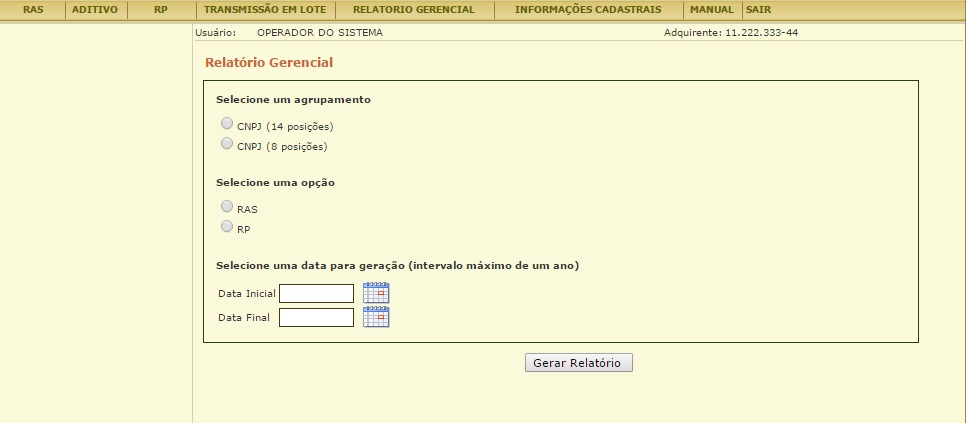 RAS ADITIVO RP TRANSMISSÃO EM LOTE RELATORIO GERENCIAL INFORMAÇÕES CADASTRAIS MANUAL SAIR
Usuário: OPERADOR DO SISTEMA Adquirente: 11.222.333-44
Relatório Gerencial
Selecione um agrupamento
CNPJ (14 posições)
CNPJ (8 posições)
Selecione uma opção
RAS
RP
Selecione uma data para geração (intervalo máximo de um ano)
Data Inicial
Data Final
Gerar Relatório